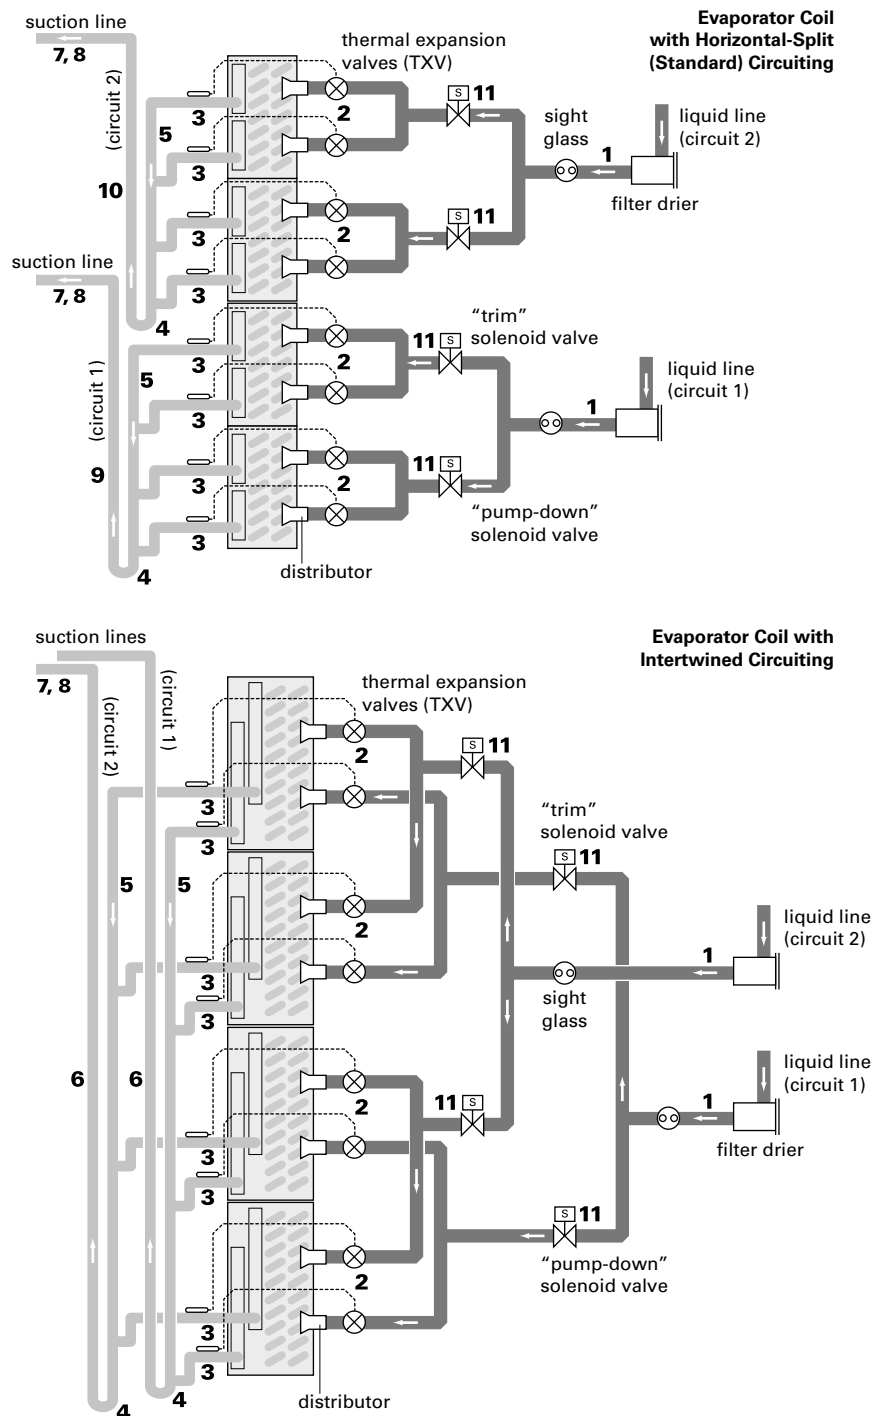 suction line
7, 8
(circuit 2)
5
10
3
3
3
3
4
thermal expansion
valves (TXV)
2
2
S
11
S
11
sight
glass
1
Evaporator Coil
with Horizontal-Split
(Standard) Circuiting
liquid line
(circuit 2)
filter drier
suction line
7, 8
(circuit 1)
5
9
3
3
3
3
4
2
2
11
S
"trim"
solenoid valve
11
S
"pump-down"
solenoid valve
1
liquid line
(circuit 1)
distributor
suction lines
7, 8
(circuit 2)
(circuit 1)
Evaporator Coil with
Intertwined Circuiting
thermal expansion
valves (TXV)
2
S
11
3
3
"trim"
solenoid valve
S
11
5
5
2
3
3
sight
glass
1
liquid line
(circuit 2)
6
6
2
11
S
3
3
1
liquid line
(circuit 1)
filter drier
S
11
"pump-down"
solenoid valve
2
3
3
4
4
distributor